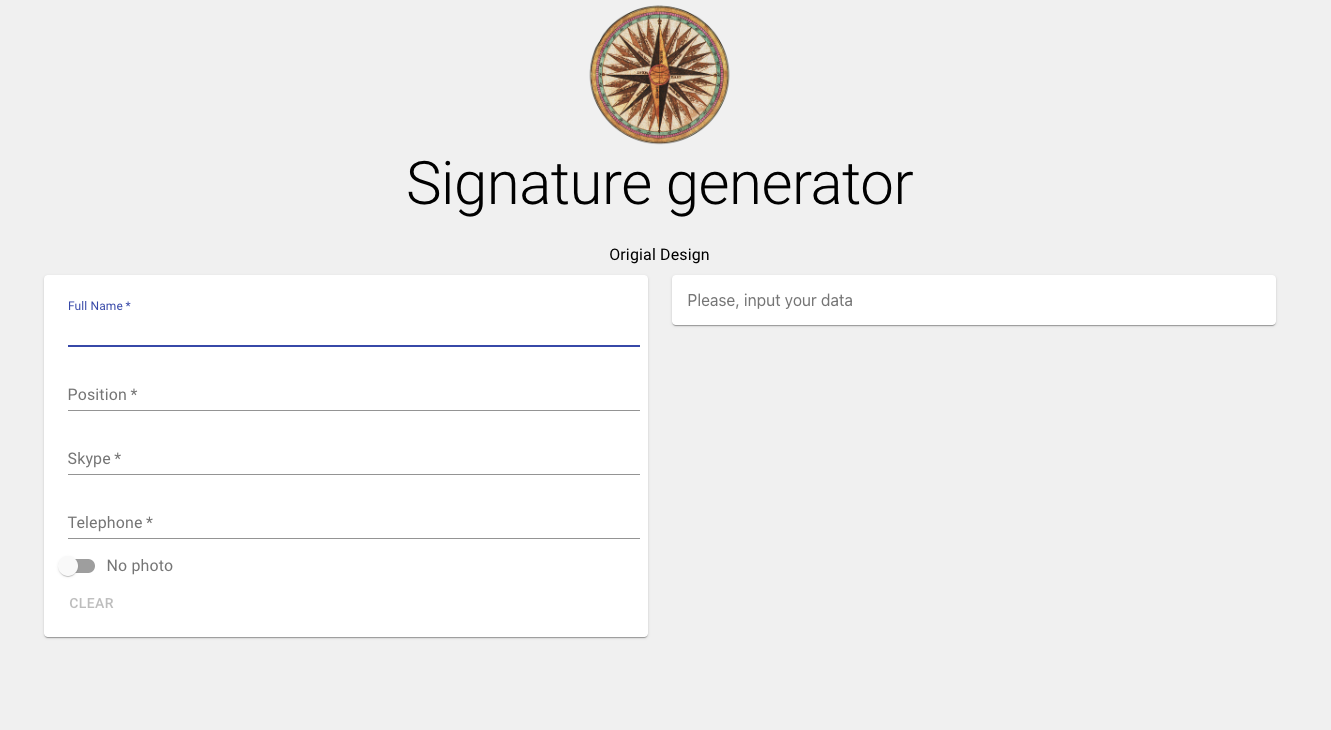 Signature generator
Origial Design
Full Name *
Please, input your data
Position *
Skype *
Telephone *
No photo
CLEAR